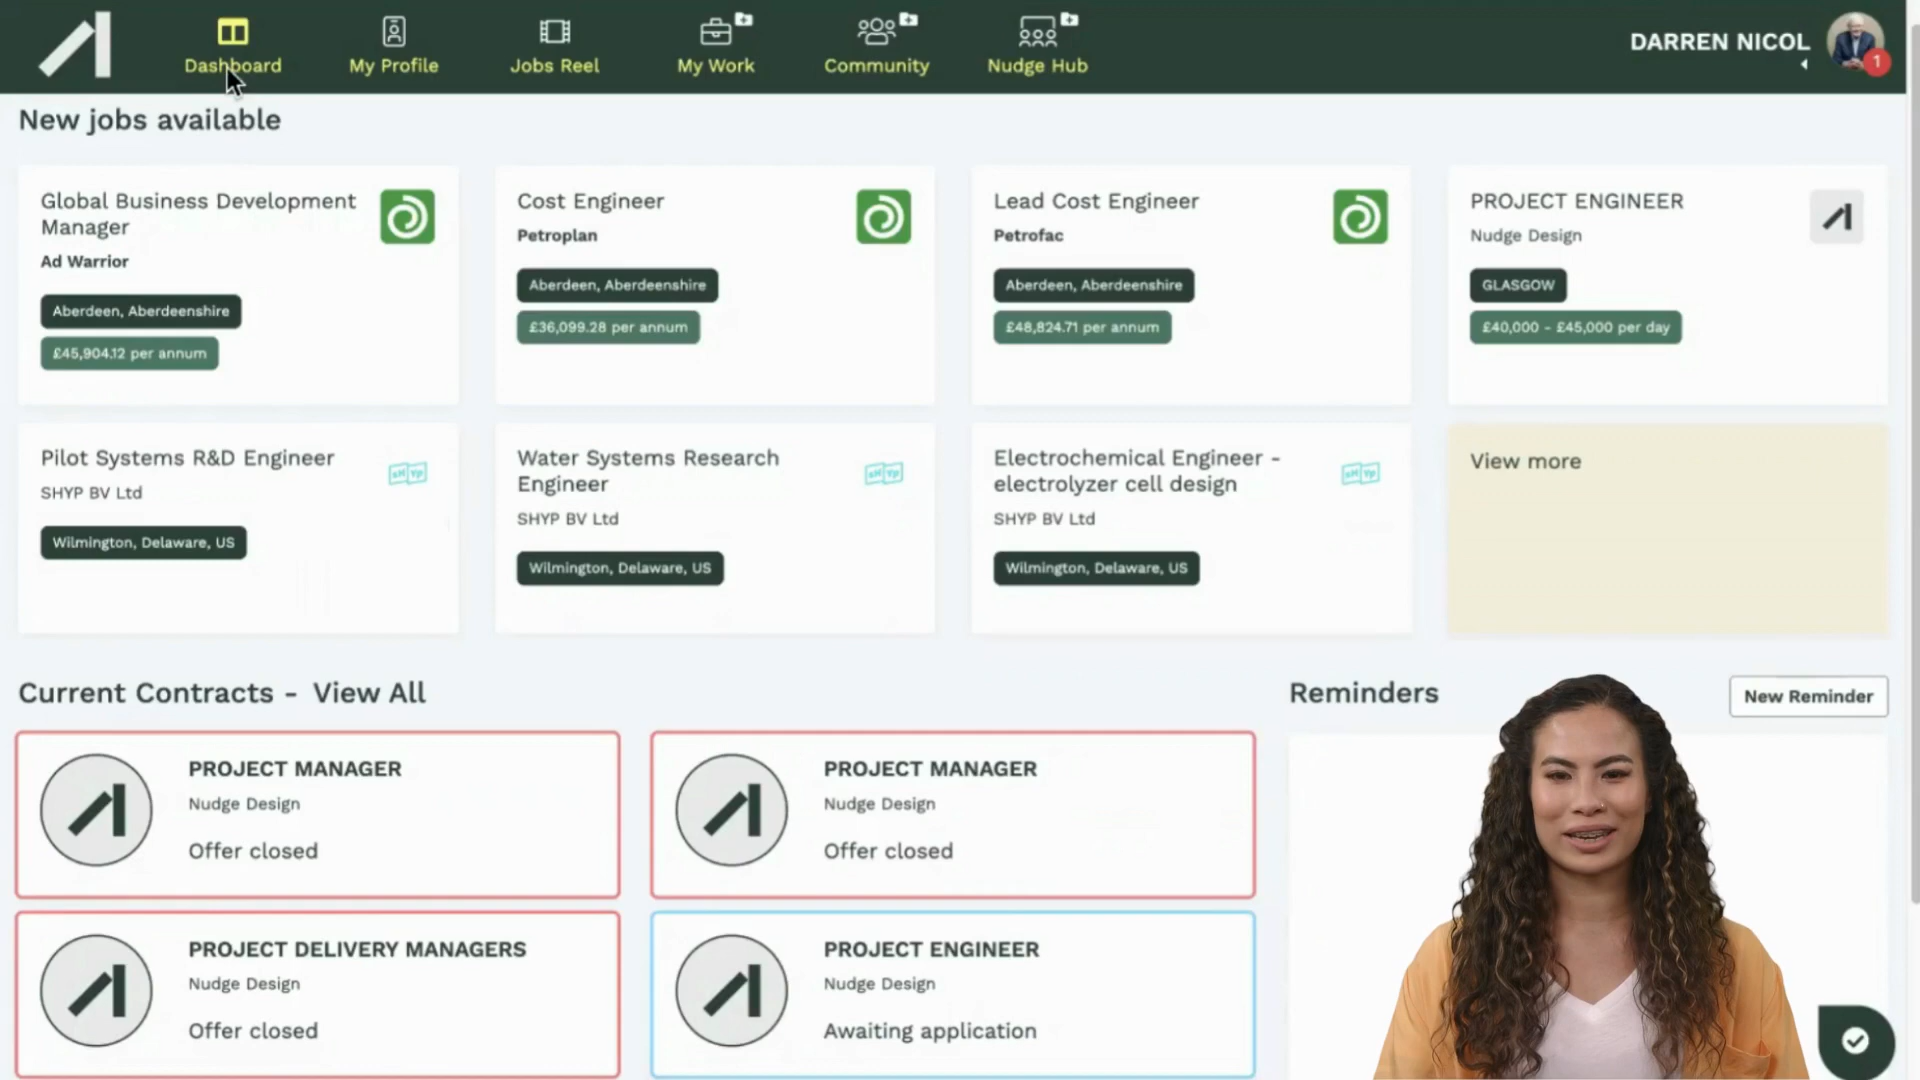 Dashboard
My Profile
Jobs Reel
My Work
Community
Nudge Hub
DARREN NICOL
1
New jobs available
Global Business Development
Manager
Ad Warrior
Aberdeen, Aberdeenshire
£45,904.12 per annum
Cost Engineer
Petroplan
Aberdeen, Aberdeenshire
£36,099.28 per annum
Lead Cost Engineer
Petrofac
Aberdeen, Aberdeenshire
£48,824.71 per annum
PROJECT ENGINEER
Nudge Design
GLASGOW
£40,000 - £45,000 per day
Pilot Systems R&D Engineer
SHYP BV Ltd
SH YP
Wilmington, Delaware, US
Water Systems Research
Engineer
SHYP BV Ltd
SH YP
Wilmington, Delaware, US
Electrochemical Engineer -
electrolyzer cell design
SHYP BV Ltd
SH YP
Wilmington, Delaware, US
View more
Current Contracts - View All
PROJECT MANAGER
Nudge Design
Offer closed
PROJECT MANAGER
Nudge Design
Offer closed
PROJECT DELIVERY MANAGERS
Nudge Design
Offer closed
PROJECT ENGINEER
Nudge Design
Awaiting application
Reminders
New Reminder